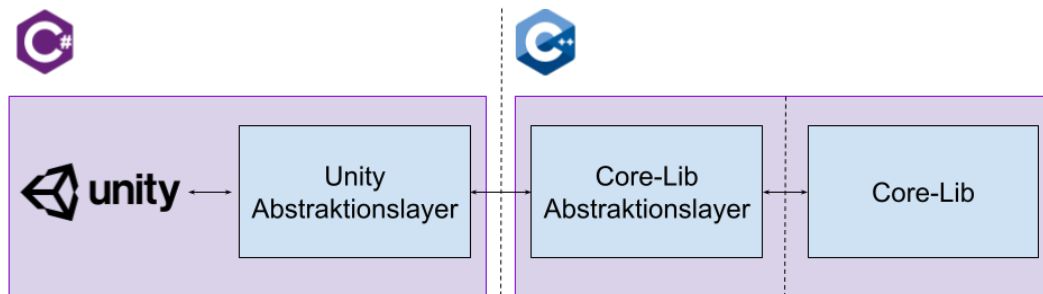 C#
C++
unity
Unity
Abstraktionslayer
Core-Lib
Abstraktionslayer
Core-Lib